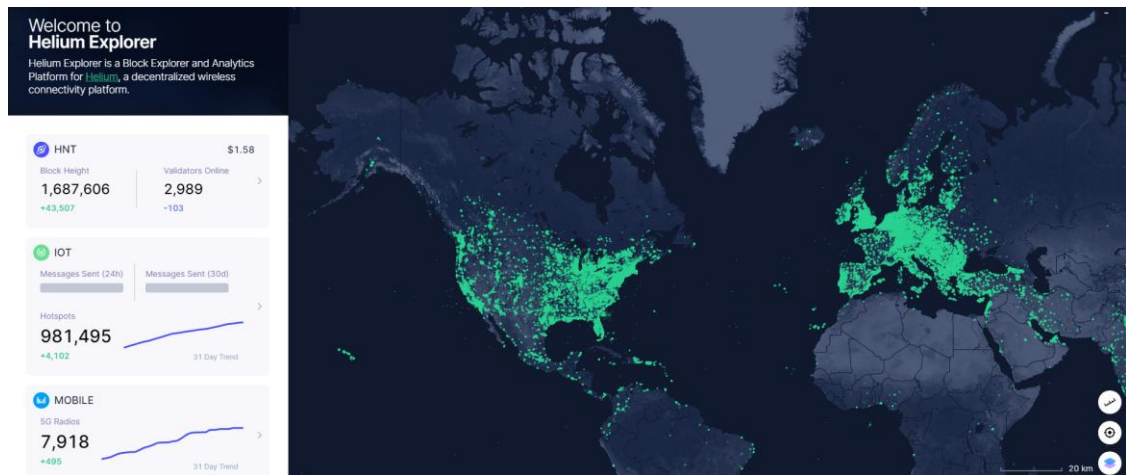 Welcome to
Helium Explorer
Helium Explorer is a Block Explorer and Analytics
Platform for Helium, a decentralized wireless
connectivity platform.
HNT $1.58
Block Height Validators Online
1,687,606 2,989
+43,507 -103
IOT
Messages Sent (24h) Messages Sent (30d)
Hotspots
981,495
+4,102 31 Day Trend
MOBILE
5G Radios
7,918
+495 31 Day Trend
20 km